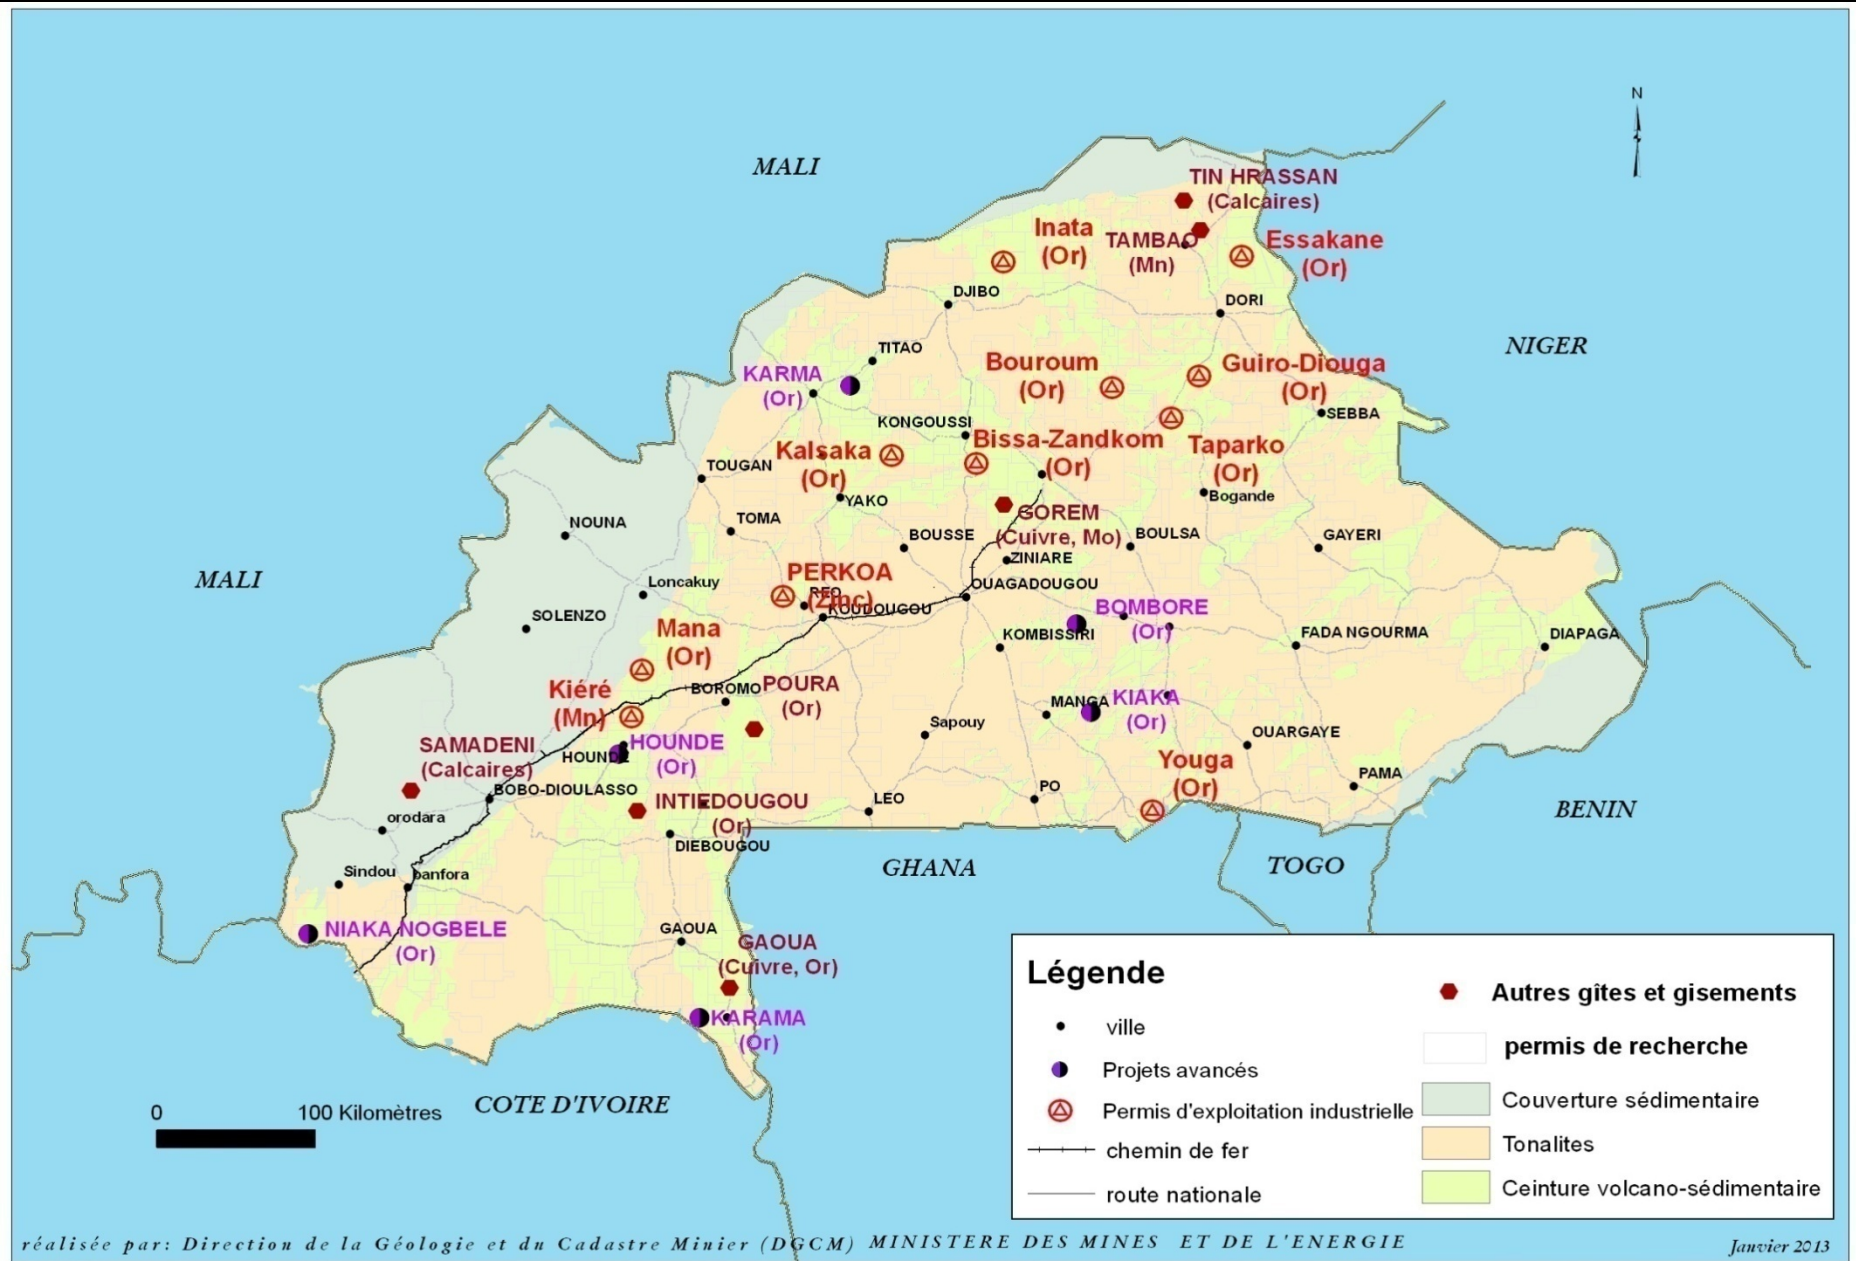 N
MALI
TIN HRASSAN
(Calcaires)
Inata
(Or)
TAMBAO
(Mn)
Essakane
(Or)
DJIBO
DORI
NIGER
TITAO
Bouroum
(Or)
Guiro-Diouga
(Or)
KARMA
(Or)
SEBBA
KONGOUSSI
Bissa-Zandkom
(Or)
Kalsaka
(Or)
Taparko
(Or)
TOUGAN
YAKO
Bogande
GOREM
(Cuivre, Mo)
NOUNA
TOMA
BOUSSE
BOULSA
GAYERI
ZINIARE
MALI
Loncakuy
PERKOA
(Zinc)
REO
KOUDOUGOU
OUAGADOUGOU
BOMBORE
(Or)
SOLENZO
Mana
(Or)
KOMBISSIRI
FADA NGOURMA
DIAPAGA
Kiéré
(Mn)
BOROMO
POURA
(Or)
MANGA
KIAKA
(Or)
Sapouy
OUARGAYE
SAMADENI
(Calcaires)
HOUNDE
HOUNDE
(Or)
Youga
(Or)
PAMA
BOBO-DIOULASSO
INTIEDOUGOU
(Or)
LEO
PO
BENIN
orodara
DIEBOUGOU
GHANA
TOGO
Sindou
banfora
NIAKA NOGBELE
(Or)
GAOUA
GAOUA
(Cuivre, Or)
KARAMA
(Or)
COTE D'IVOIRE
0 100 Kilomètres
Légende
ville
Projets avancés
Permis d'exploitation industrielle
chemin de fer
route nationale
Autres gîtes et gisements
permis de recherche
Couverture sédimentaire
Tonalites
Ceinture volcano-sédimentaire
réalisée par: Direction de la Géologie et du Cadastre Minier (DGCM) MINISTERE DES MINES ET DE L'ENERGIE
Janvier 2013